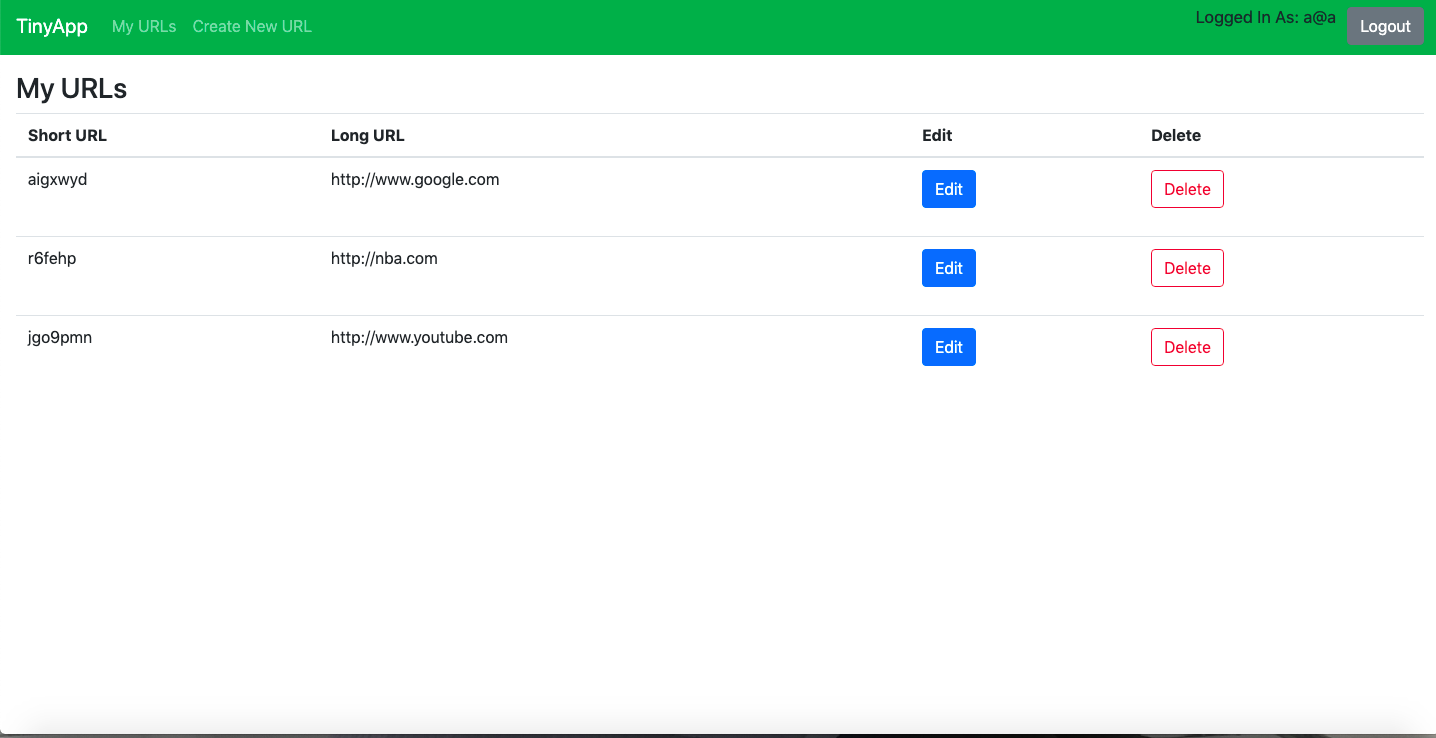 TinyApp My URLs Create New URL Logged In As: a@a Logout
My URLs
Short URL Long URL Edit Delete
aigxwyd http://www.google.com Edit Delete
r6fehp http://nba.com Edit Delete
jgo9pmn http://www.youtube.com Edit Delete